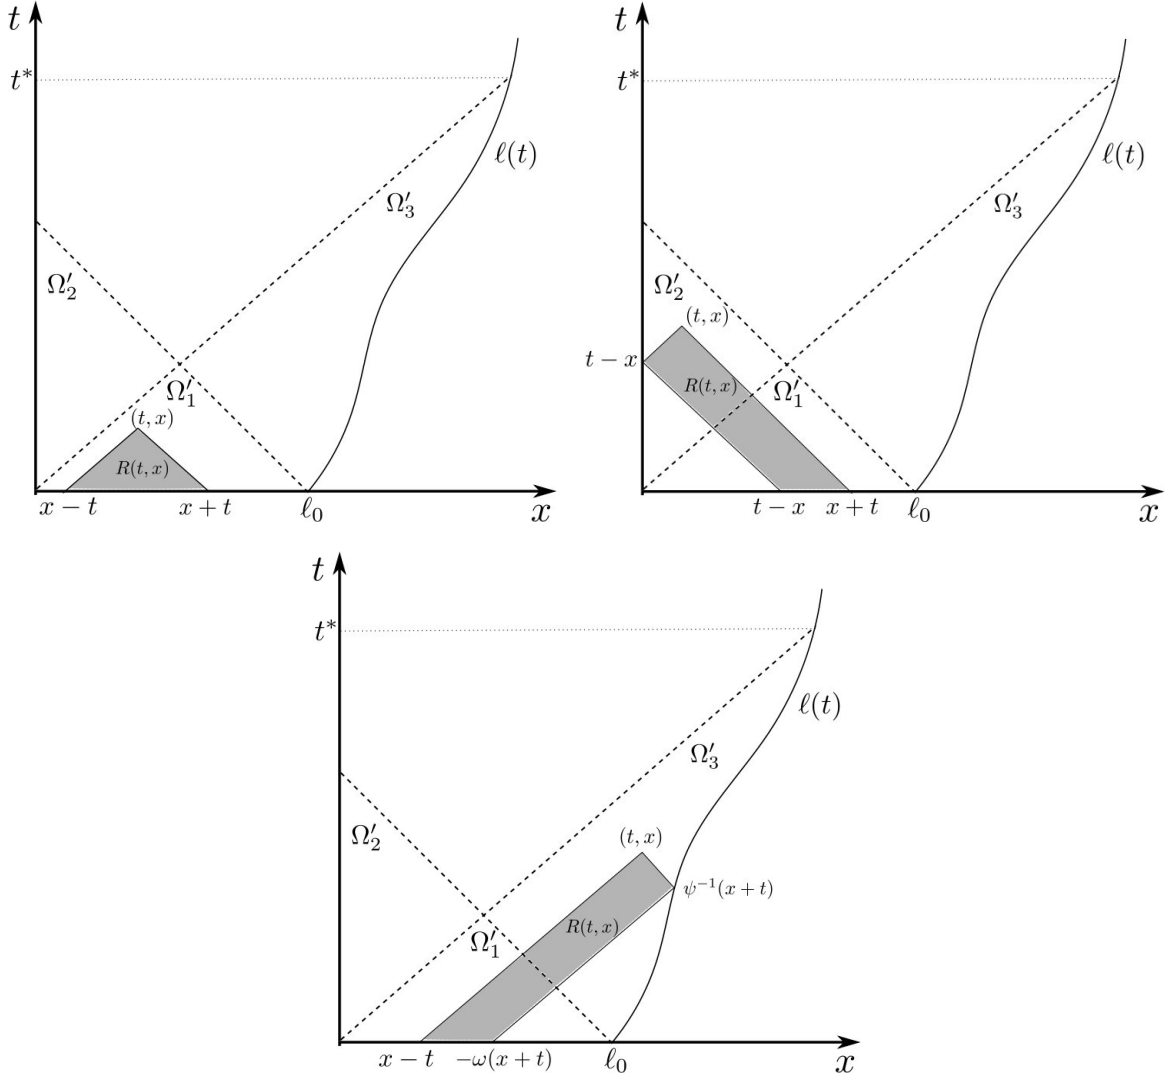 t
t*
ℓ(t)
Ω′₃
Ω′₂
Ω′₁
(t, x)
R(t, x)
x − t
x + t
ℓ₀
x
t
t*
ℓ(t)
Ω′₃
Ω′₂
(t, x)
t − x
R(t, x)
Ω′₁
t − x
x + t
ℓ₀
x
t
t*
ℓ(t)
Ω′₃
Ω′₂
(t, x)
ψ⁻¹(x + t)
R(t, x)
Ω′₁
x − t
−ω(x + t)
ℓ₀
x